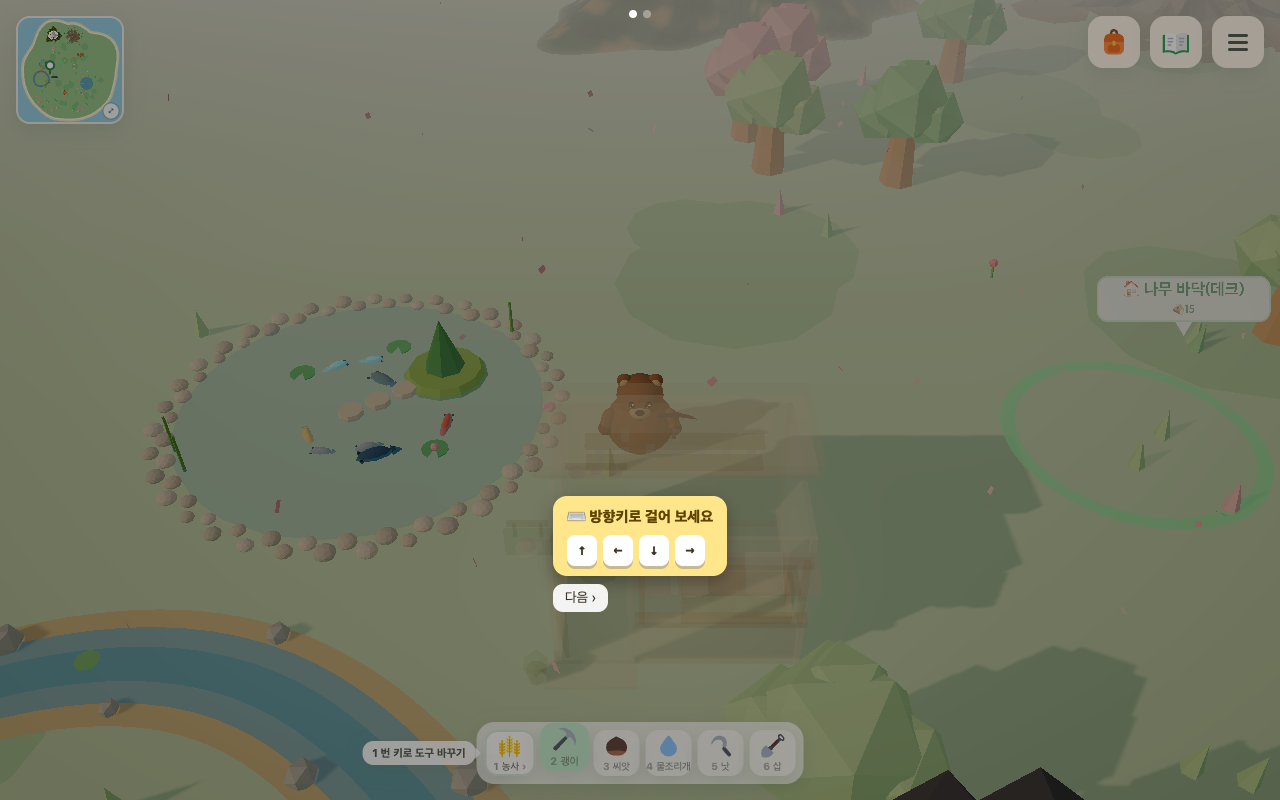 나무 바닥(데크)
15
방향키로 걸어 보세요
↑ ← ↓ →
다음 ›
1 번 키로 도구 바꾸기
1 농사 › 2 괭이 3 씨앗 4 물조리개 5 낫 6 삽